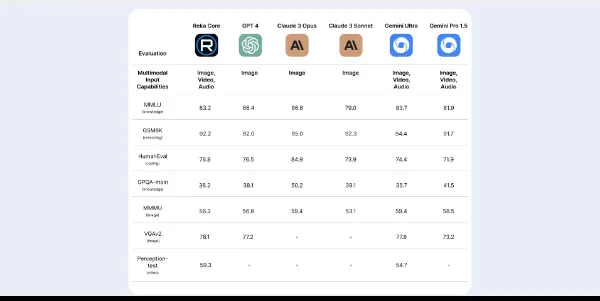 Reka Core GPT 4 Claude 3 Opus Claude 3 Sonnet Gemini Ultra Gemini Pro 1.5
Evaluation
Multimodal Input Capabilities Image, Video, Audio Image Image Image Image, Video, Audio Image, Video, Audio
MMLU (knowledge) 83.2 86.4 86.8 79.0 83.7 81.9
GSM8K (reasoning) 92.2 92.0 95.0 92.3 94.4 91.7
HumanEval (coding) 76.8 76.5 84.9 73.9 74.4 71.9
GPQA-main (knowledge) 38.2 38.1 50.2 39.1 35.7 41.5
MMMU (image) 56.3 56.8 59.4 53.1 59.4 58.5
VQAv2 (image) 78.1 77.2 - - 77.8 73.2
Perception-test (video) 59.3 - - - 54.7 -